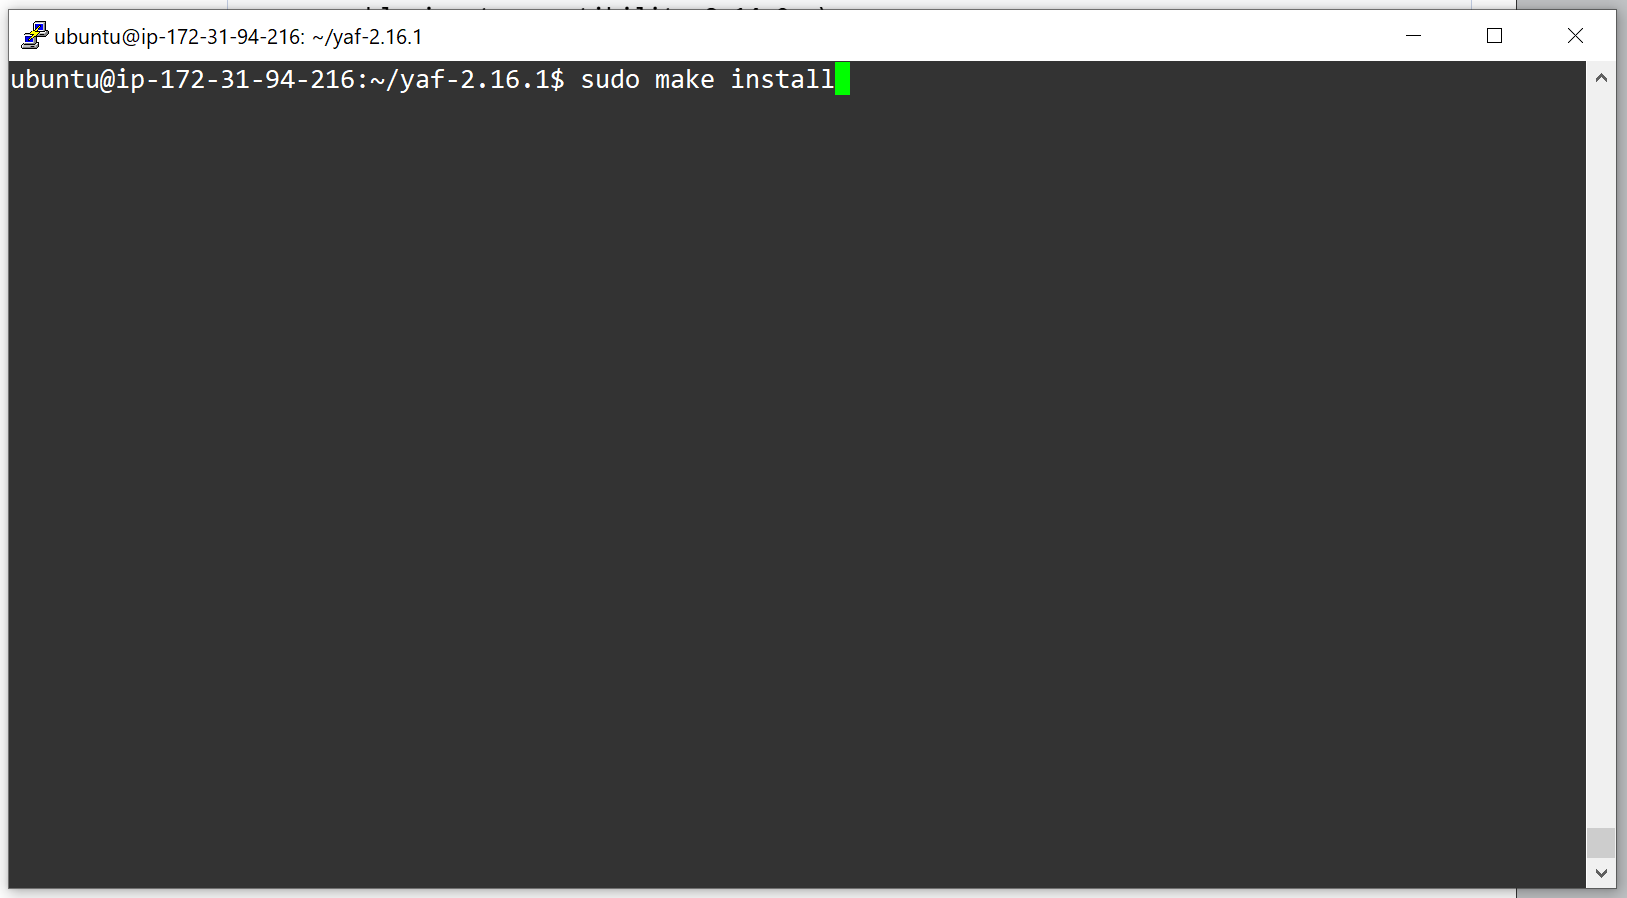 ubuntu@ip-172-31-94-216: ~/yaf-2.16.1
ubuntu@ip-172-31-94-216:~/yaf-2.16.1$ sudo make install